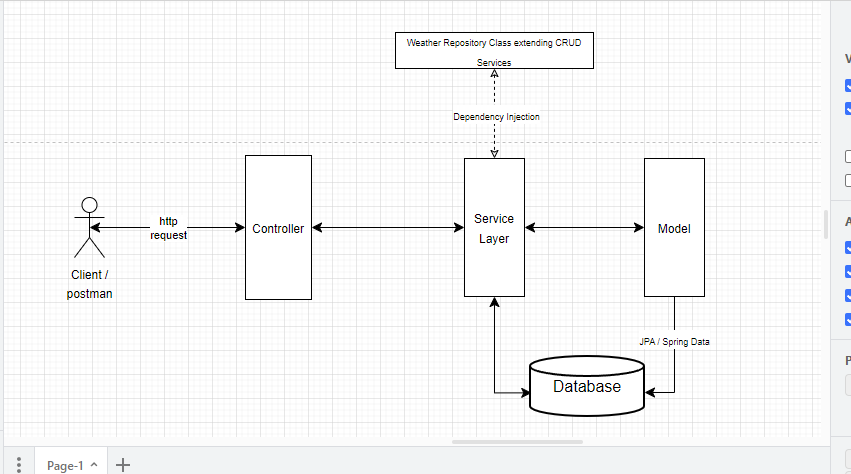 Weather Repository Class extending CRUD
Services
Dependency Injection
http
request
Controller
Service
Layer
Model
Client /
postman
JPA / Spring Data
Database
Page-1